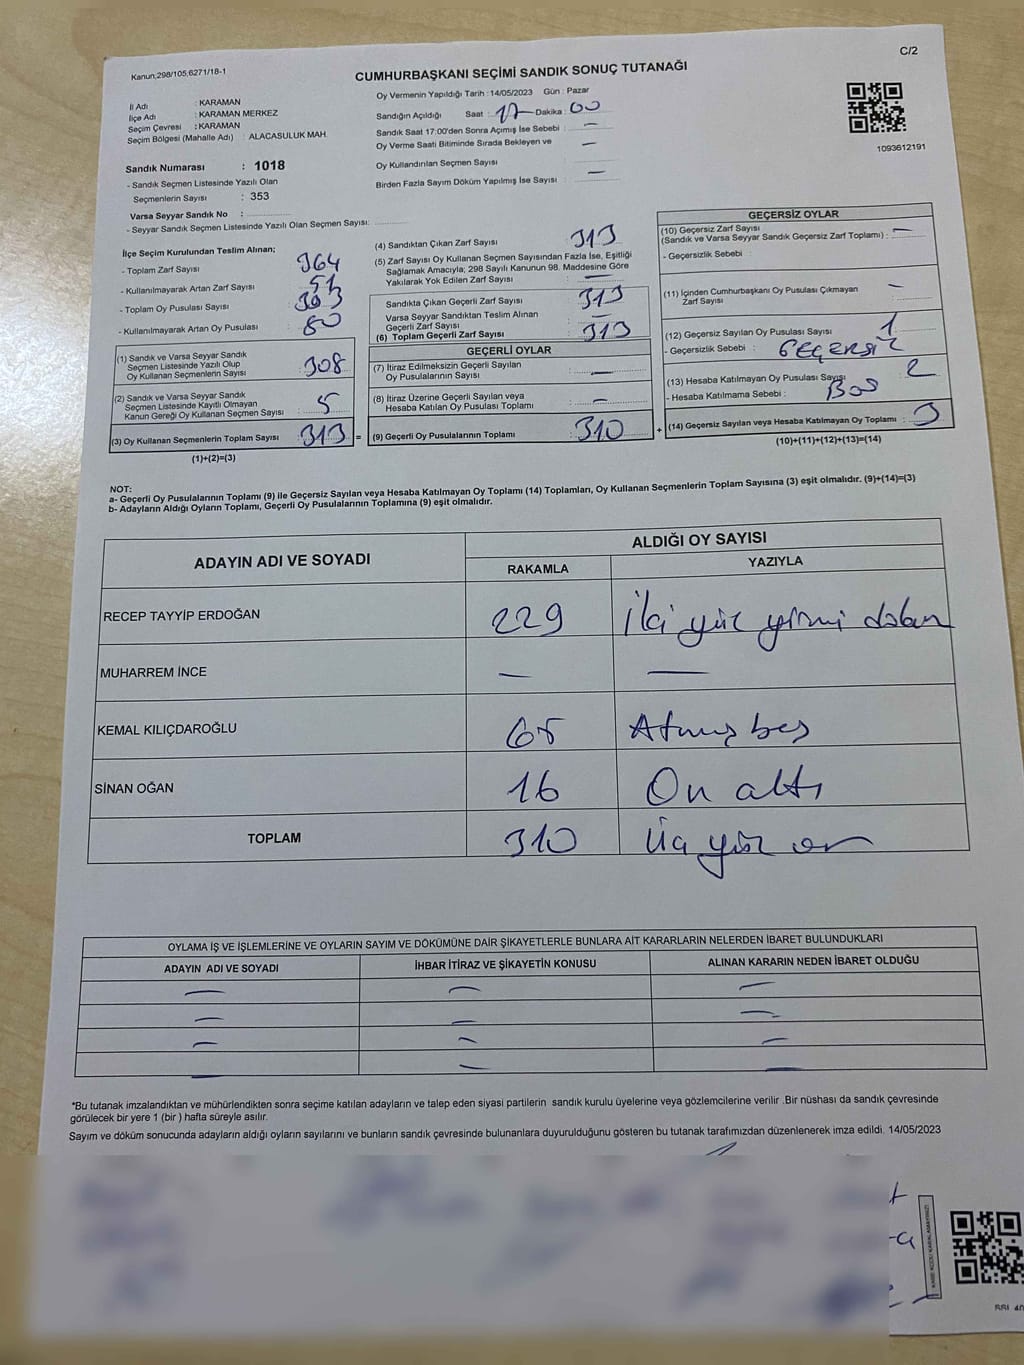 C/2
Kanun,298/105,6271/18-1
CUMHURBAŞKANI SEÇİMİ SANDIK SONUÇ TUTANAĞI
İl Adı : KARAMAN
İlçe Adı : KARAMAN MERKEZ
Seçim Çevresi : KARAMAN
Seçim Bölgesi (Mahalle Adı) : ALACASULUK MAH.
Sandık Numarası : 1018
- Sandık Seçmen Listesinde Yazılı Olan
Seçmenlerin Sayısı : 353
Varsa Seyyar Sandık No :
- Seyyar Sandık Seçmen Listesinde Yazılı Olan Seçmen Sayısı:
Oy Vermenin Yapıldığı Tarih : 14/05/2023 Gün : Pazar
Sandığın Açıldığı Saat : 17 Dakika : 00
Sandık Saat 17:00'den Sonra Açımış İse Sebebi : —
Oy Verme Saati Bitiminde Sırada Bekleyen ve —
Oy Kullandırılan Seçmen Sayısı
Birden Fazla Sayım Döküm Yapılmış İse Sayısı : —
1093612191
İlçe Seçim Kurulundan Teslim Alınan;
- Toplam Zarf Sayısı : 364
- Kullanılmayarak Artan Zarf Sayısı : 51
- Toplam Oy Pusulası Sayısı : 393
- Kullanılmayarak Artan Oy Pusulası : 80
(1) Sandık ve Varsa Seyyar Sandık
Seçmen Listesinde Yazılı Olup
Oy Kullanan Seçmenlerin Sayısı : 308
(2) Sandık ve Varsa Seyyar Sandık
Seçmen Listesinde Kayıtlı Olmayan
Kanun Gereği Oy Kullanan Seçmen Sayısı : 5
(3) Oy Kullanan Seçmenlerin Toplam Sayısı : 313 =
(1)+(2)=(3)
(4) Sandıktan Çıkan Zarf Sayısı : 313
(5) Zarf Sayısı Oy Kullanan Seçmen Sayısından Fazla İse, Eşitliği
Sağlamak Amacıyla; 298 Sayılı Kanunun 98. Maddesine Göre
Yakılarak Yok Edilen Zarf Sayısı : —
Sandıkta Çıkan Geçerli Zarf Sayısı : 313
Varsa Seyyar Sandıktan Teslim Alınan
Geçerli Zarf Sayısı : —
(6) Toplam Geçerli Zarf Sayısı : 313
GEÇERLİ OYLAR
(7) İtiraz Edilmeksizin Geçerli Sayılan
Oy Pusulalarının Sayısı : —
(8) İtiraz Üzerine Geçerli Sayılan veya
Hesaba Katılan Oy Pusulası Toplamı : —
(9) Geçerli Oy Pusulalarının Toplamı : 310 +
GEÇERSİZ OYLAR
(10) Geçersiz Zarf Sayısı
(Sandık ve Varsa Seyyar Sandık Geçersiz Zarf Toplamı) : —
- Geçersizlik Sebebi :
(11) İçinden Cumhurbaşkanı Oy Pusulası Çıkmayan
Zarf Sayısı : —
(12) Geçersiz Sayılan Oy Pusulası Sayısı : 1
- Geçersizlik Sebebi : GEÇERSİZ
(13) Hesaba Katılmayan Oy Pusulası Sayısı : 2
- Hesaba Katılmama Sebebi : BOŞ
(14) Geçersiz Sayılan veya Hesaba Katılmayan Oy Toplamı : 3
(10)+(11)+(12)+(13)=(14)
NOT:
a- Geçerli Oy Pusulalarının Toplamı (9) ile Geçersiz Sayılan veya Hesaba Katılmayan Oy Toplamı (14) Toplamları, Oy Kullanan Seçmenlerin Toplam Sayısına (3) eşit olmalıdır. (9)+(14)=(3)
b- Adayların Aldığı Oyların Toplamı, Geçerli Oy Pusulalarının Toplamına (9) eşit olmalıdır.
ADAYIN ADI VE SOYADI ALDIĞI OY SAYISI
RAKAMLA YAZIYLA
RECEP TAYYİP ERDOĞAN 229 İki yüz yirmi dokuz
MUHARREM İNCE — —
KEMAL KILIÇDAROĞLU 65 Atmış beş
SİNAN OĞAN 16 On altı
TOPLAM 310 Üç yüz on
OYLAMA İŞ VE İŞLEMLERİNE VE OYLARIN SAYIM VE DÖKÜMÜNE DAİR ŞİKAYETLERLE BUNLARA AİT KARARLARIN NELERDEN İBARET BULUNDUKLARI
ADAYIN ADI VE SOYADI İHBAR İTİRAZ VE ŞİKAYETİN KONUSU ALINAN KARARIN NEDEN İBARET OLDUĞU
— — —
— — —
— — —
— — —
*Bu tutanak imzalandıktan ve mühürlendikten sonra seçime katılan adayların ve talep eden siyasi partilerin sandık kurulu üyelerine veya gözlemcilerine verilir .Bir nüshası da sandık çevresinde
görülecek bir yere 1 (bir ) hafta süreyle asılır.
Sayım ve döküm sonucunda adayların aldığı oyların sayılarını ve bunların sandık çevresinde bulunanlara duyurulduğunu gösteren bu tutanak tarafımızdan düzenlenerek imza edildi. 14/05/2023